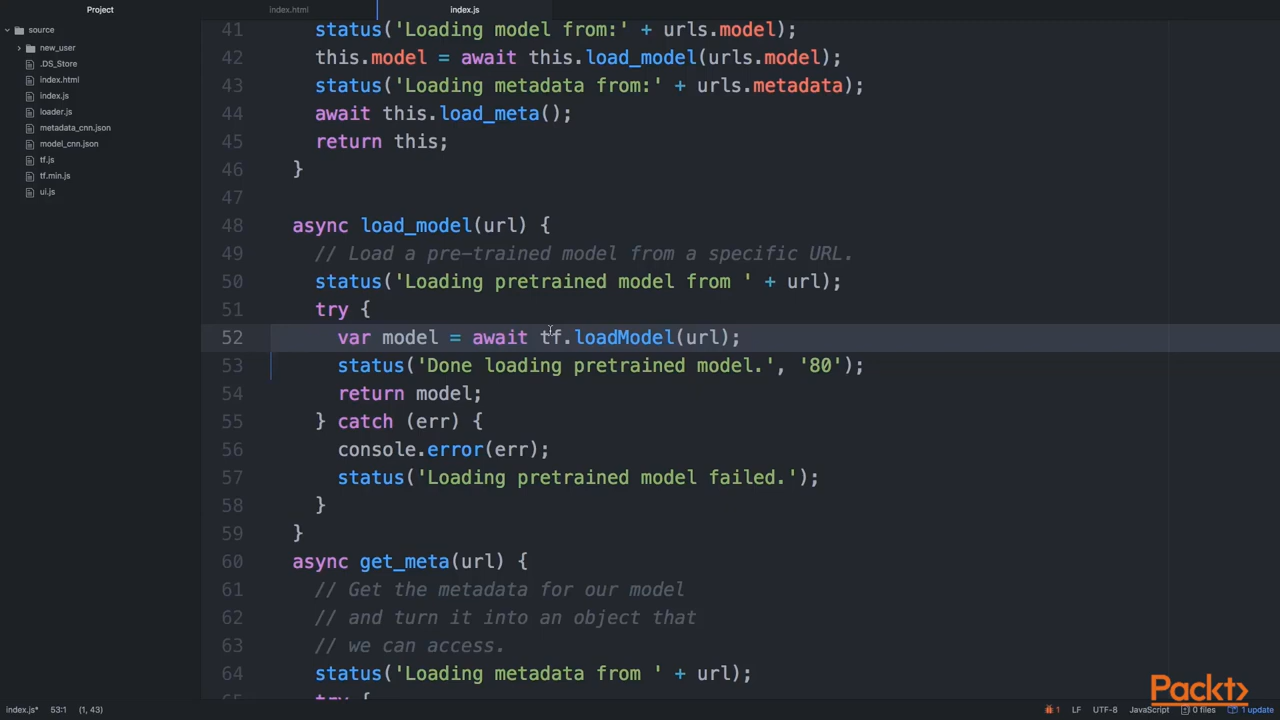 Project
index.html
index.js
source
new_user
.DS_Store
index.html
index.js
loader.js
metadata_cnn.json
model_cnn.json
tf.js
tf.min.js
ui.js
41 status('Loading model from:' + urls.model);
42 this.model = await this.load_model(urls.model);
43 status('Loading metadata from:' + urls.metadata);
44 await this.load_meta();
45 return this;
46 }
47
48 async load_model(url) {
49 // Load a pre-trained model from a specific URL.
50 status('Loading pretrained model from ' + url);
51 try {
52 var model = await tf.loadModel(url);
53 status('Done loading pretrained model.', '80');
54 return model;
55 } catch (err) {
56 console.error(err);
57 status('Loading pretrained model failed.');
58 }
59 }
60 async get_meta(url) {
61 // Get the metadata for our model
62 // and turn it into an object that
63 // we can access.
64 status('Loading metadata from ' + url);
65 try {
Packt>
index.js* 53:1 (1, 43) 1 LF UTF-8 JavaScript 0 files 1 update